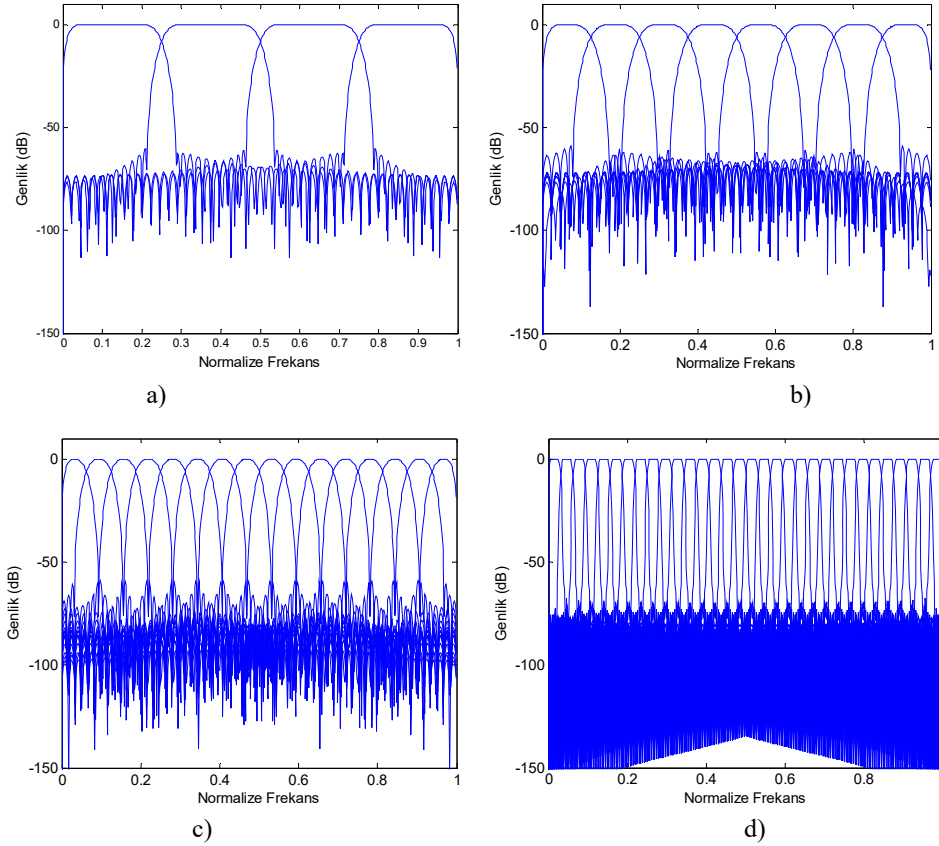 0
-50
-100
-150
Genlik (dB)
0 0.1 0.2 0.3 0.4 0.5 0.6 0.7 0.8 0.9 1
Normalize Frekans
a)
0
-50
-100
-150
Genlik (dB)
0 0.2 0.4 0.6 0.8 1
Normalize Frekans
b)
0
-50
-100
-150
Genlik (dB)
0 0.2 0.4 0.6 0.8 1
Normalize Frekans
c)
0
-50
-100
-150
Genlik (dB)
0 0.2 0.4 0.6 0.8
Normalize Frekans
d)